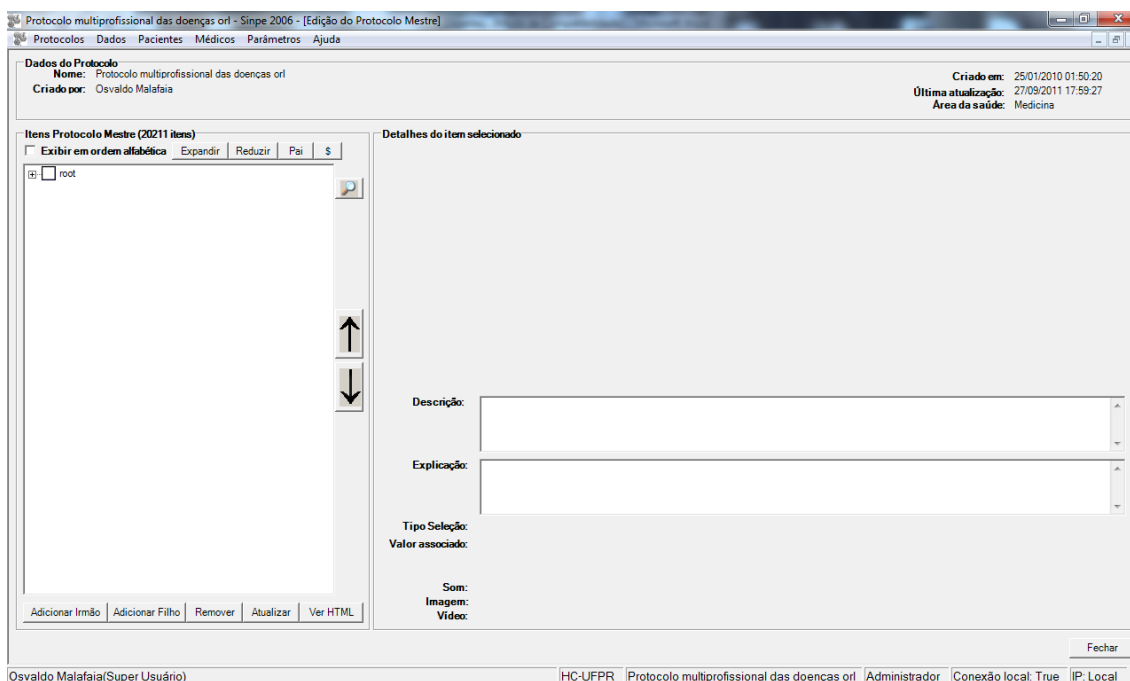 Protocolo multiprofissional das doenças orl - Sinpe 2006 - [Edição do Protocolo Mestre]
Protocolos Dados Pacientes Médicos Parâmetros Ajuda
Dados do Protocolo
Nome: Protocolo multiprofissional das doenças orl
Criado por: Osvaldo Malafaia
Criado em: 25/01/2010 01:50:20
Última atualização: 27/09/2011 17:59:27
Área da saúde: Medicina
Itens Protocolo Mestre (20211 itens)
Exibir em ordem alfabética Expandir Reduzir Pai $
root
Adicionar Irmão Adicionar Filho Remover Atualizar Ver HTML
Detalhes do item selecionado
Descrição:
Explicação:
Tipo Seleção:
Valor associado:
Som:
Imagem:
Vídeo:
Fechar
Osvaldo Malafaia(Super Usuário) HC-UFPR Protocolo multiprofissional das doenças orl Administrador Conexão local: True IP: Local